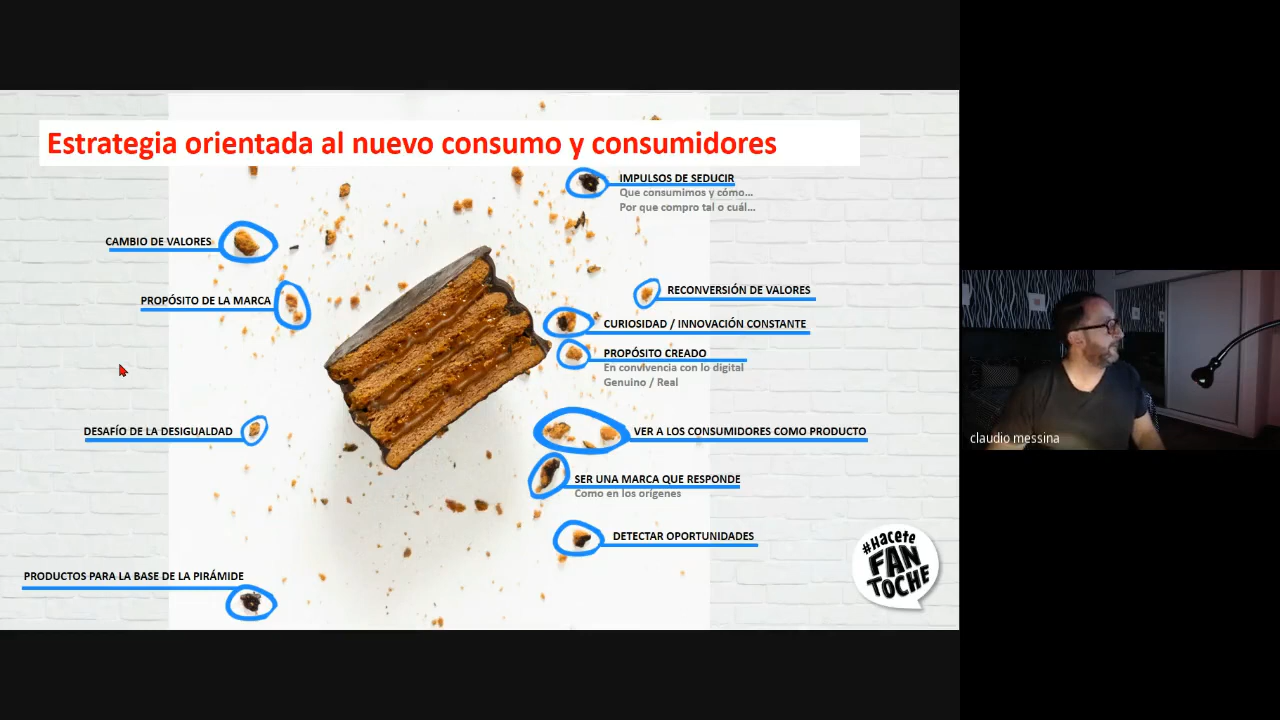 Estrategia orientada al nuevo consumo y consumidores
IMPULSOS DE SEDUCIR
Que consumimos y cómo...
Por que compro tal o cuál...
CAMBIO DE VALORES
PROPÓSITO DE LA MARCA
RECONVERSIÓN DE VALORES
CURIOSIDAD / INNOVACIÓN CONSTANTE
PROPÓSITO CREADO
En convivencia con lo digital
Genuino / Real
DESAFÍO DE LA DESIGUALDAD
VER A LOS CONSUMIDORES COMO PRODUCTO
SER UNA MARCA QUE RESPONDE
Como en los orígenes
DETECTAR OPORTUNIDADES
PRODUCTOS PARA LA BASE DE LA PIRÁMIDE
#HACETE
FAN
TOCHE
claudio messina